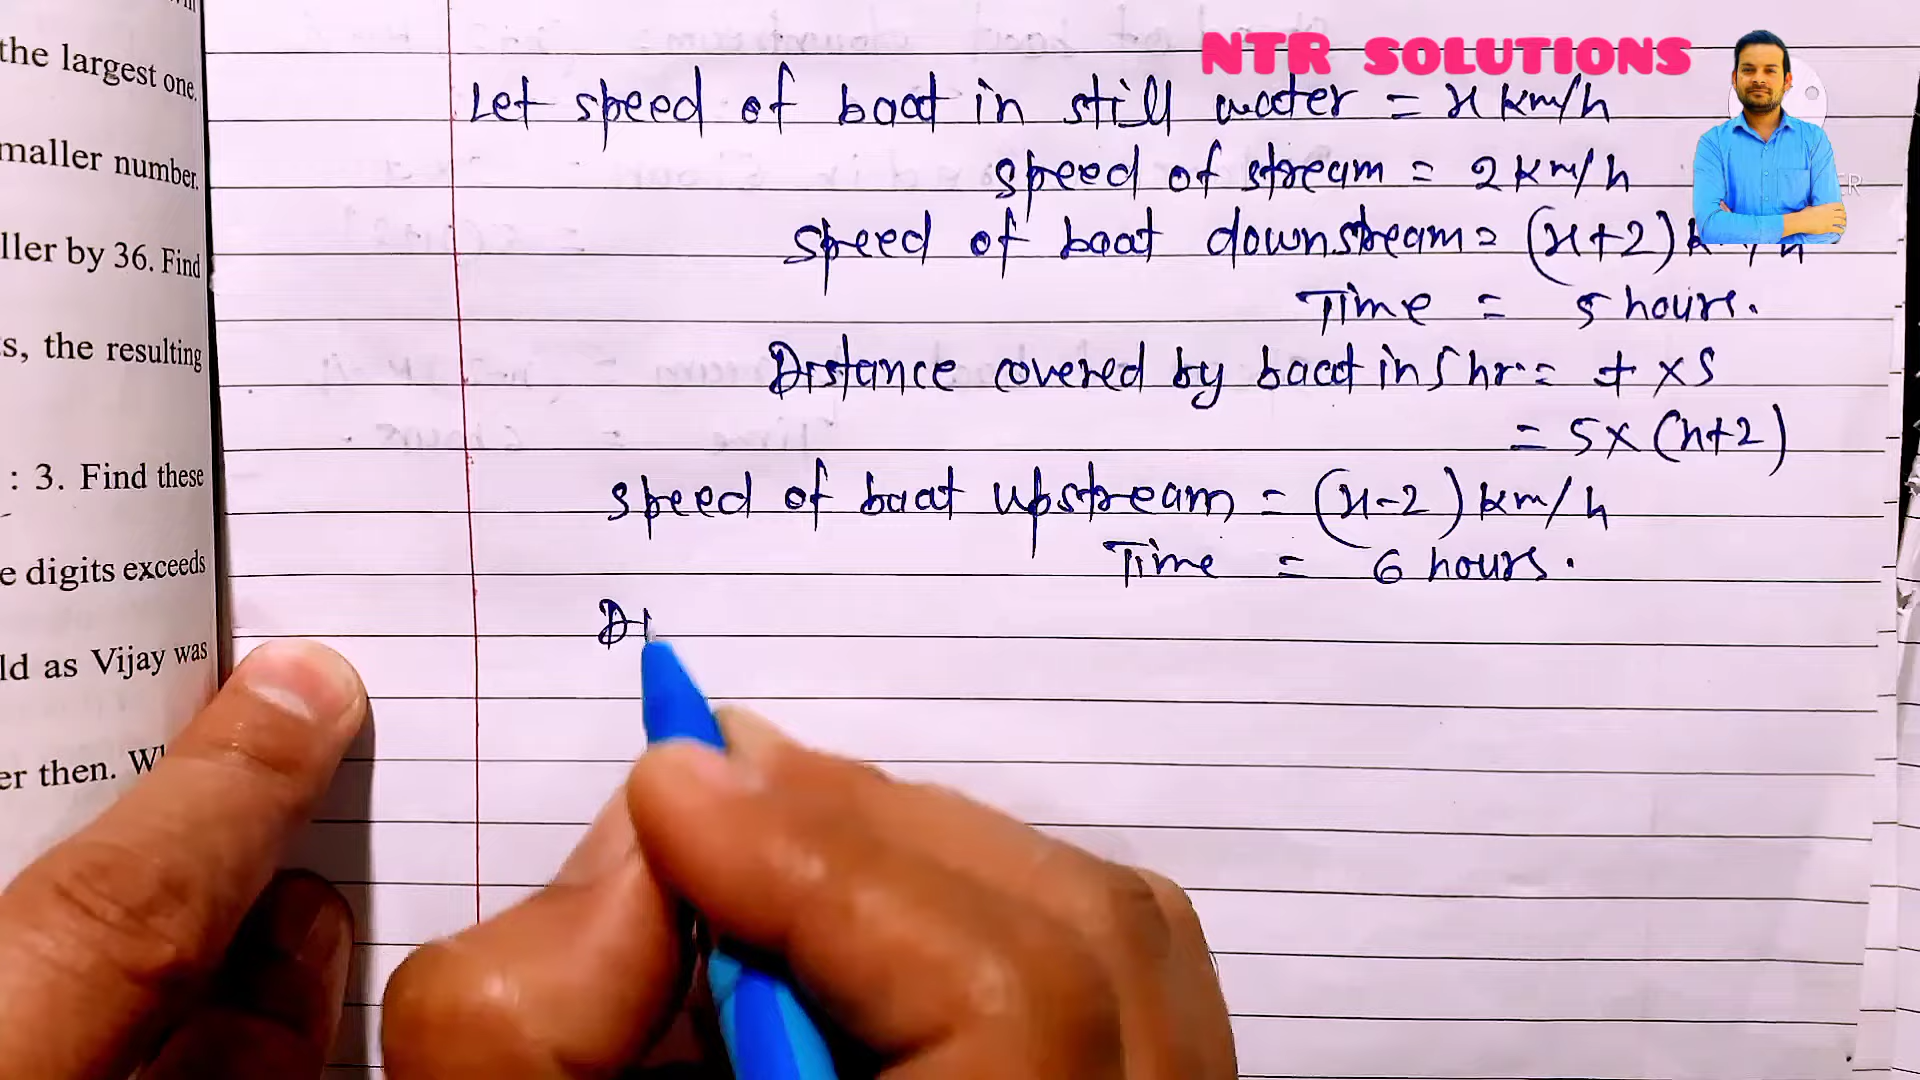 the largest one.
maller number.
ller by 36. Find
s, the resulting
: 3. Find these
e digits exceeds
ld as Vijay was
er then.
NTR SOLUTIONS
Let speed of boat in still water = x km/h
speed of stream = 2 km/h
speed of boat downstream = (x+2) k
Time = 5 hours.
Distance covered by boat in 5 hr. = t × s
= 5 × (x+2)
speed of boat upstream = (x-2) km/h
Time = 6 hours.
Di